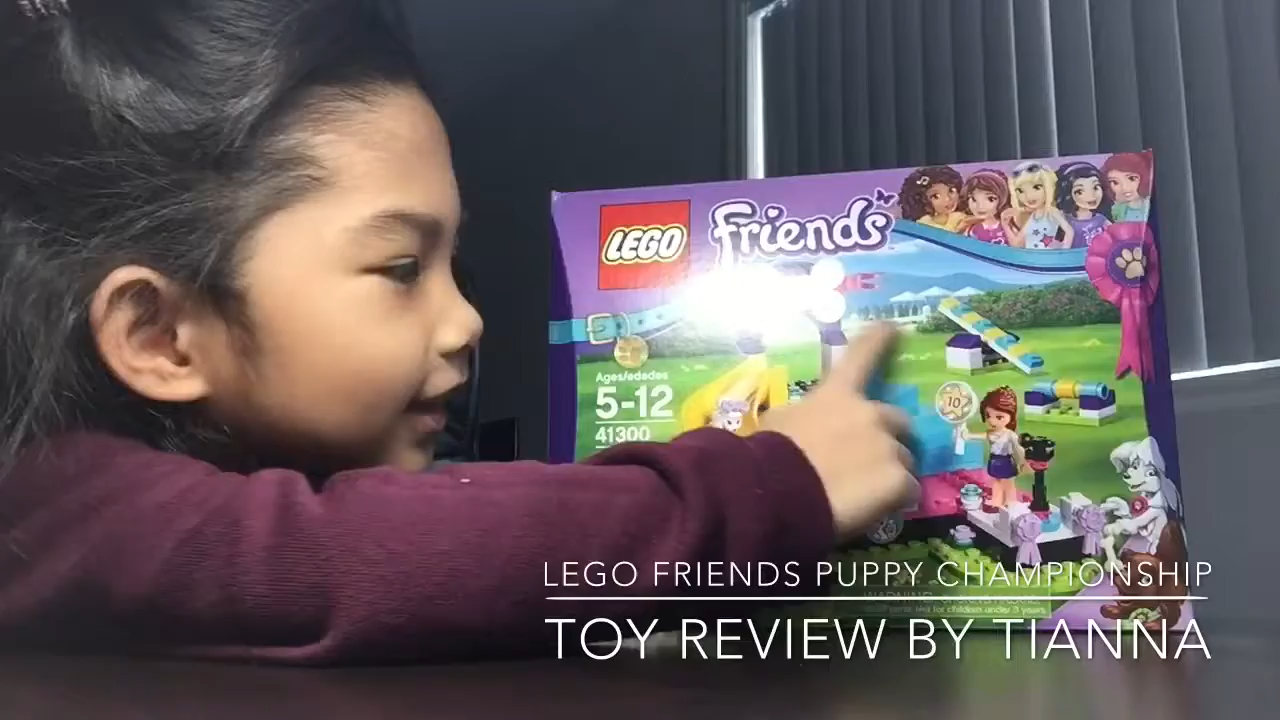 LEGO
friends
Ages/edades
5-12
41300
10
LEGO FRIENDS PUPPY CHAMPIONSHIP
TOY REVIEW BY TIANNA